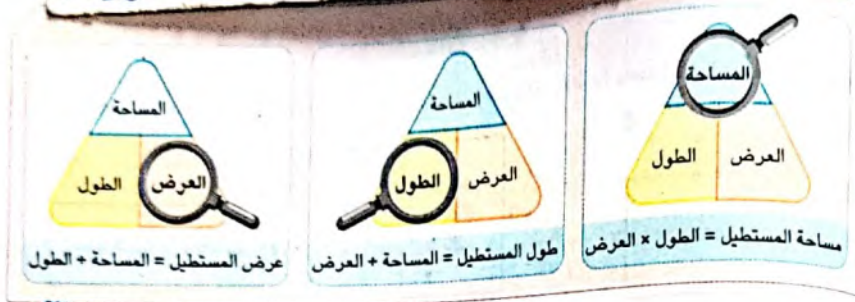 المساحة
العرض الطول
مساحة المستطيل = الطول × العرض
المساحة
العرض الطول
طول المستطيل = المساحة ÷ العرض
المساحة
العرض الطول
عرض المستطيل = المساحة ÷ الطول